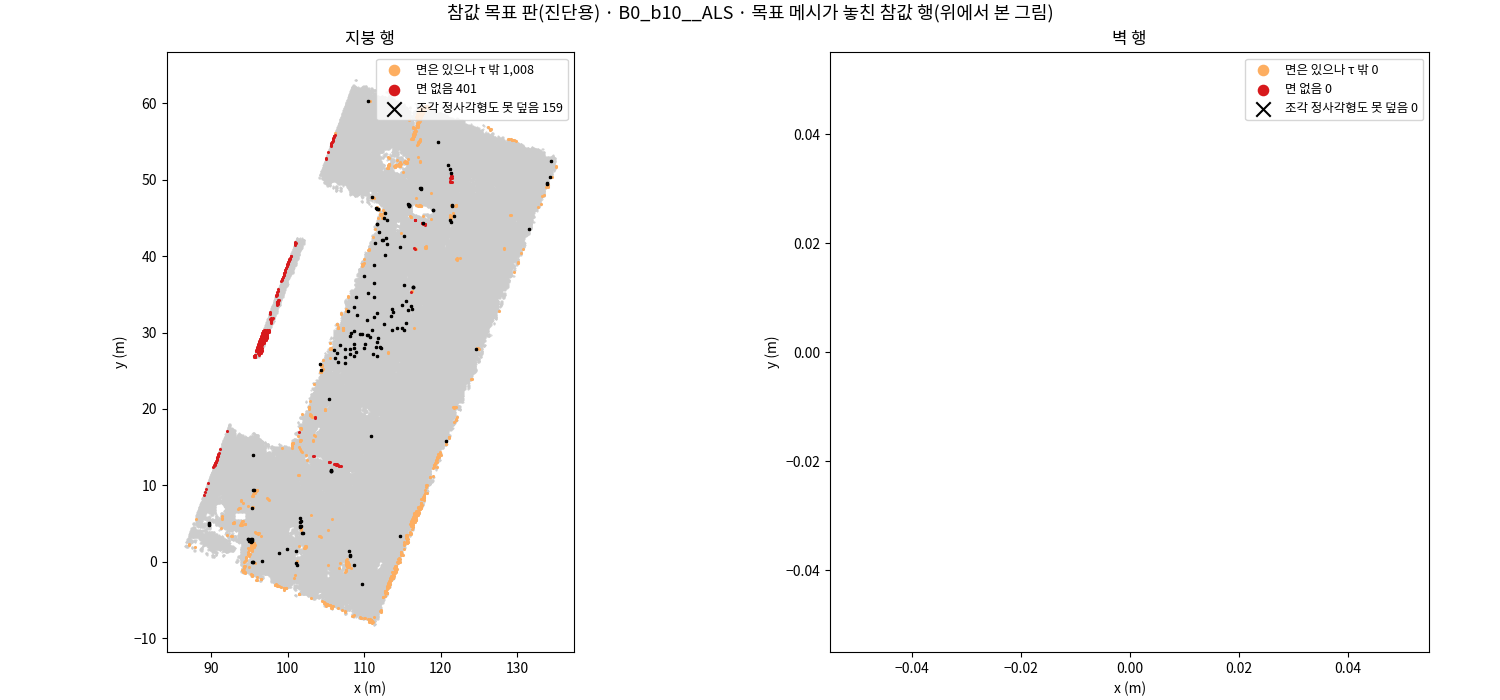 참값 목표 판(진단용) · B0_b10__ALS · 목표 메시가 놓친 참값 행(위에서 본 그림)
지붕 행
면은 있으나 τ 밖 1,008
면 없음 401
조각 정사각형도 못 덮음 159
60
50
40
30
20
10
0
−10
y (m)
90
100
110
120
130
x (m)
벽 행
면은 있으나 τ 밖 0
면 없음 0
조각 정사각형도 못 덮음 0
0.04
0.02
0.00
−0.02
−0.04
y (m)
−0.04
−0.02
0.00
0.02
0.04
x (m)